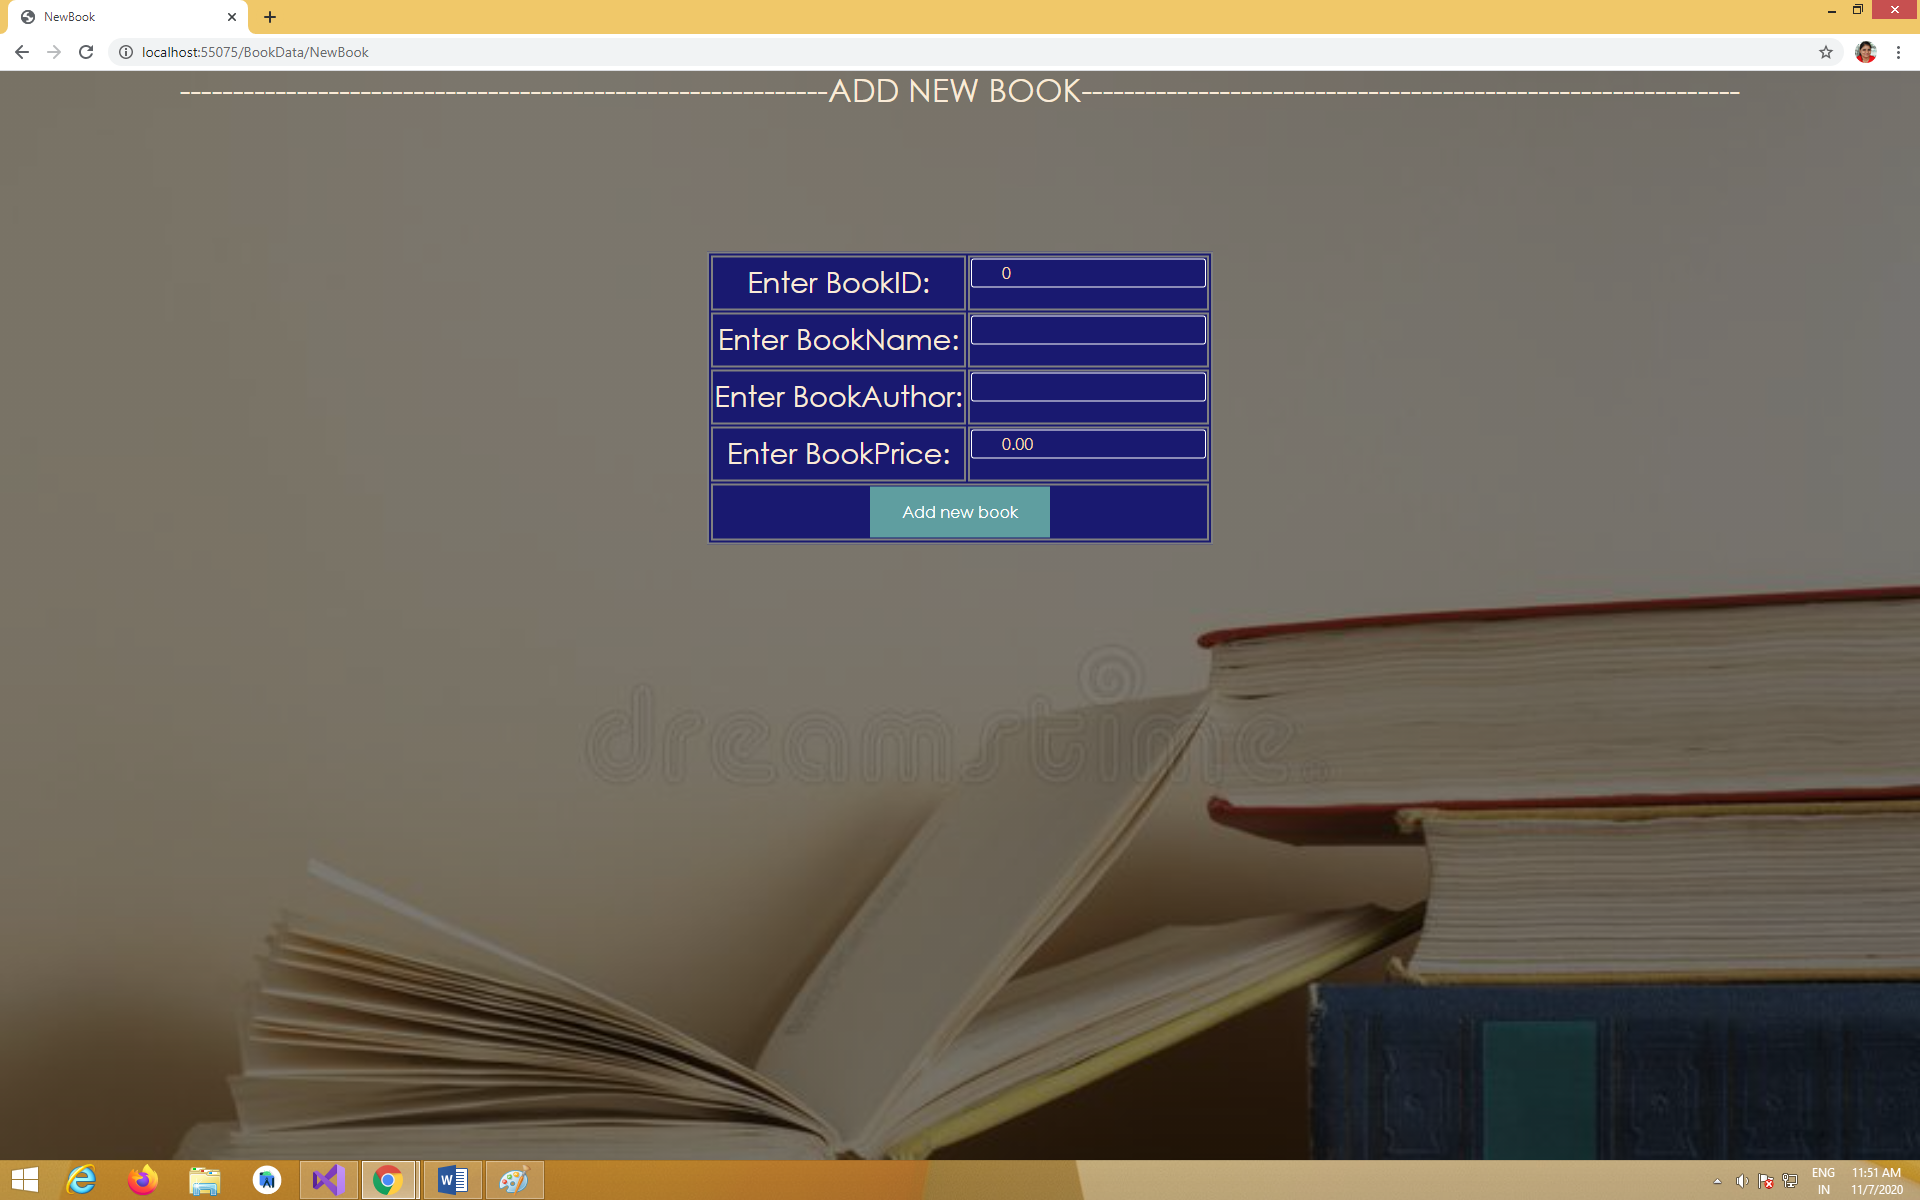 NewBook
localhost:55075/BookData/NewBook
-------------------------------------------------------------ADD NEW BOOK--------------------------------------------------------------
Enter BookID: 0
Enter BookName:
Enter BookAuthor:
Enter BookPrice: 0.00
Add new book
dreamstime
ENG 11:51 AM
IN 11/7/2020